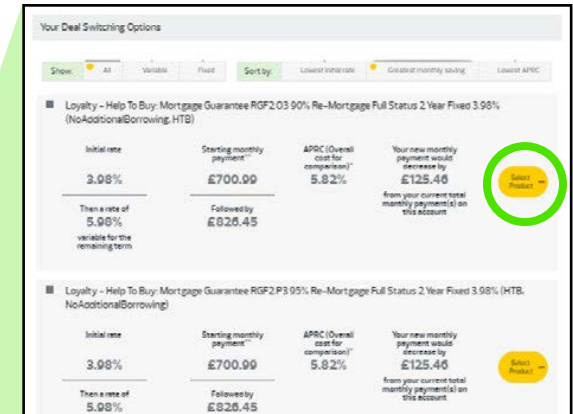 Your Deal Switching Options
Show: All Variable Fixed Sort by: Lowest initial rate Greatest monthly saving Lowest APRC
Loyalty - Help To Buy: Mortgage Guarantee RGF2 O3 90% Re-Mortgage Full Status 2 Year Fixed 3.98%
(NoAdditionalBorrowing, HTB)
Initial rate
3.98%
Then a rate of
5.98%
variable for the
remaining term
Starting monthly
payment**
£700.99
Followed by
£826.45
APRC (Overall
cost for
comparison)*
5.82%
Your new monthly
payment would
decrease by
£125.46
from your current total
monthly payment(s) on
this account
Select
Product
Loyalty - Help To Buy: Mortgage Guarantee RGF2 P3 95% Re-Mortgage Full Status 2 Year Fixed 3.98% (HTB,
NoAdditionalBorrowing)
Initial rate
3.98%
Then a rate of
5.98%
Starting monthly
payment**
£700.99
Followed by
£826.45
APRC (Overall
cost for
comparison)*
5.82%
Your new monthly
payment would
decrease by
£125.46
from your current total
monthly payment(s) on
this account
Select
Product